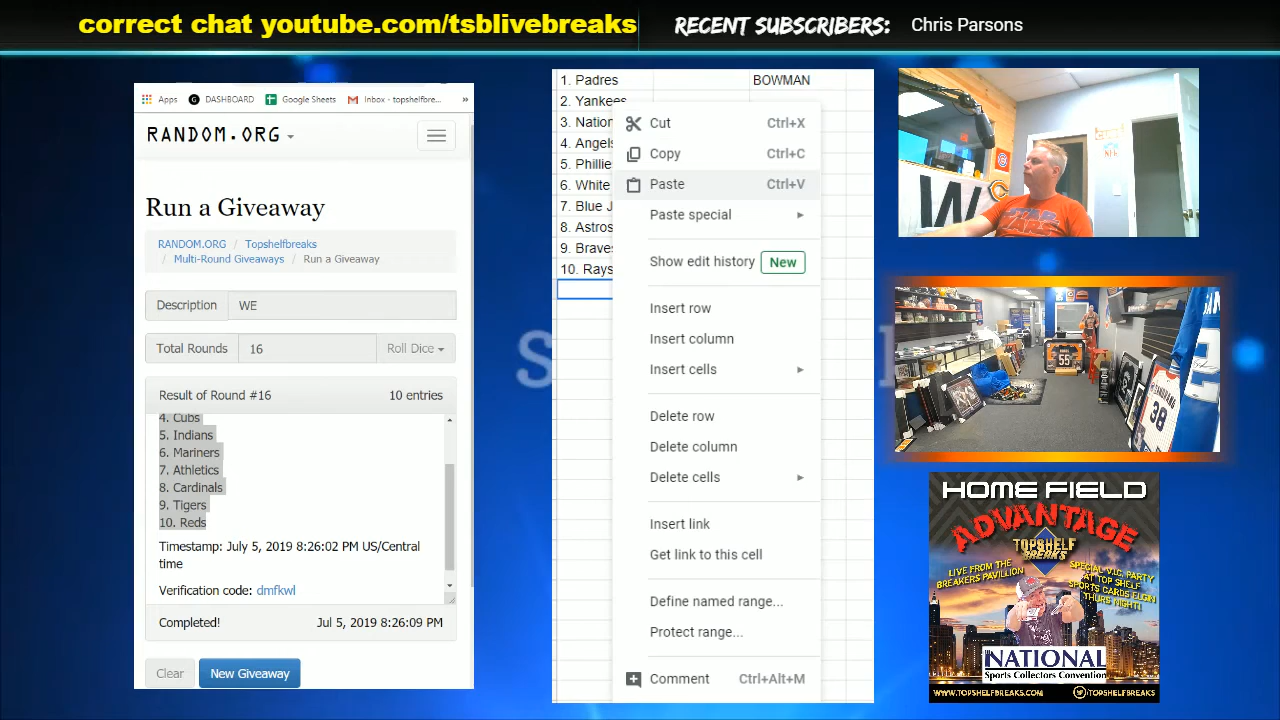 correct chat youtube.com/tsblivebreaks
RECENT SUBSCRIBERS: Chris Parsons
Apps DASHBOARD Google Sheets Inbox - topshelfbre... »
RANDOM.ORG
Run a Giveaway
RANDOM.ORG / Topshelfbreaks
/ Multi-Round Giveaways / Run a Giveaway
Description WE
Total Rounds 16 Roll Dice
Result of Round #16 10 entries
4. Cubs
5. Indians
6. Mariners
7. Athletics
8. Cardinals
9. Tigers
10. Reds
Timestamp: July 5, 2019 8:26:02 PM US/Central
time
Verification code: dmfkwl
Completed! Jul 5, 2019 8:26:09 PM
Clear New Giveaway
1. Padres BOWMAN
2. Yankees
3. Nation
4. Angels
5. Phillie
6. White
7. Blue J
8. Astros
9. Brave
10. Rays
Cut Ctrl+X
Copy Ctrl+C
Paste Ctrl+V
Paste special
Show edit history New
Insert row
Insert column
Insert cells
Delete row
Delete column
Delete cells
Insert link
Get link to this cell
Define named range...
Protect range...
Comment Ctrl+Alt+M
W
STAR
WARS
55
38
HOME FIELD
ADVANTAGE
TOPSHELF
BREAKS
LIVE FROM THE
BREAKERS PAVILLION
SPECIAL V.I.C. PARTY
AT TOP SHELF
SPORTS CARDS ELGIN
THURS NIGHT!
THE NATIONAL
Sports Collectors Convention
WWW.TOPSHELFBREAKS.COM @TOPSHELFBREAKS